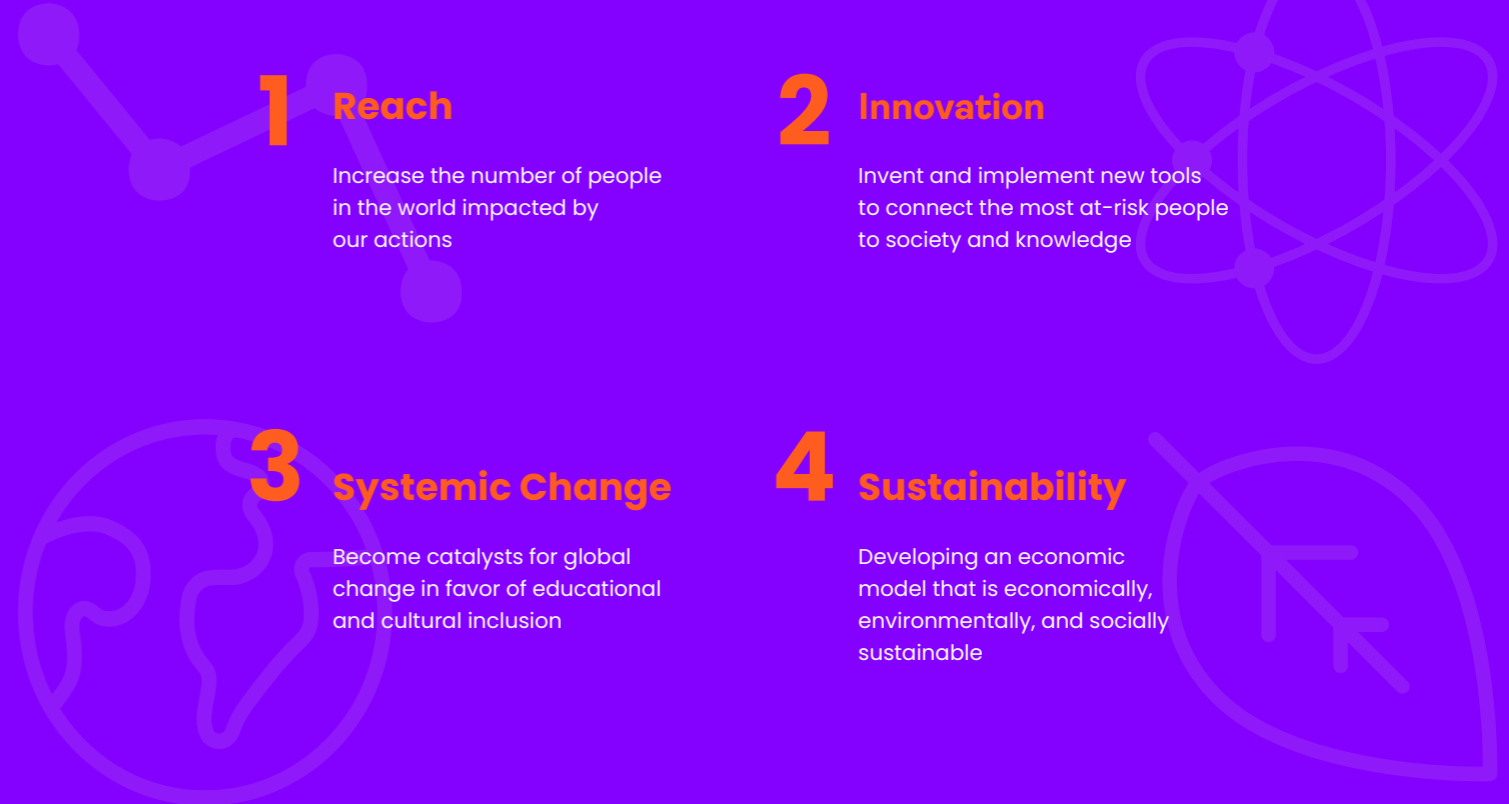 1
Reach
Increase the number of people
in the world impacted by
our actions
2
Innovation
Invent and implement new tools
to connect the most at-risk people
to society and knowledge
3
Systemic Change
Become catalysts for global
change in favor of educational
and cultural inclusion
4
Sustainability
Developing an economic
model that is economically,
environmentally, and socially
sustainable